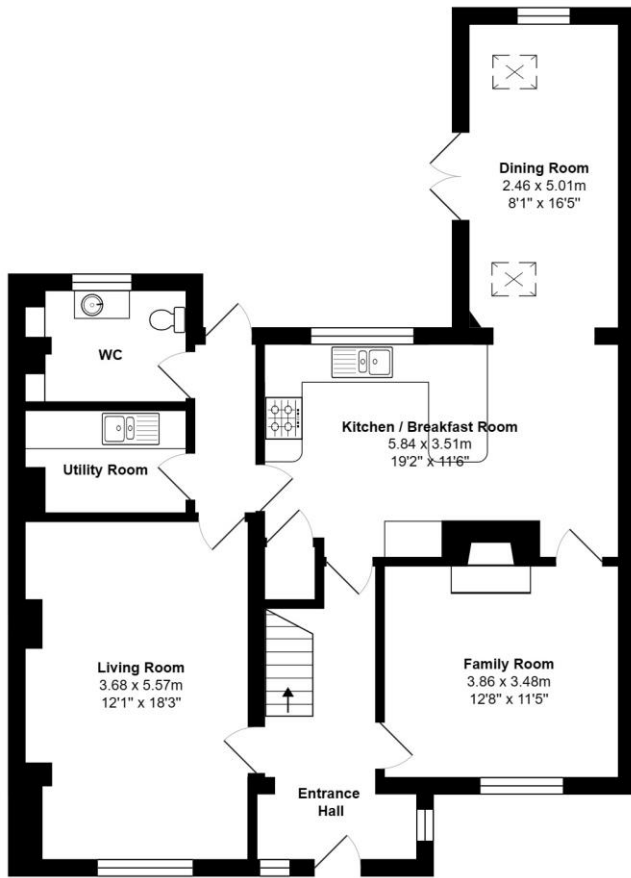 Dining Room
2.46 x 5.01m
8'1" x 16'5"
WC
Kitchen / Breakfast Room
5.84 x 3.51m
19'2" x 11'6"
Utility Room
Living Room
3.68 x 5.57m
12'1" x 18'3"
Family Room
3.86 x 3.48m
12'8" x 11'5"
Entrance
Hall